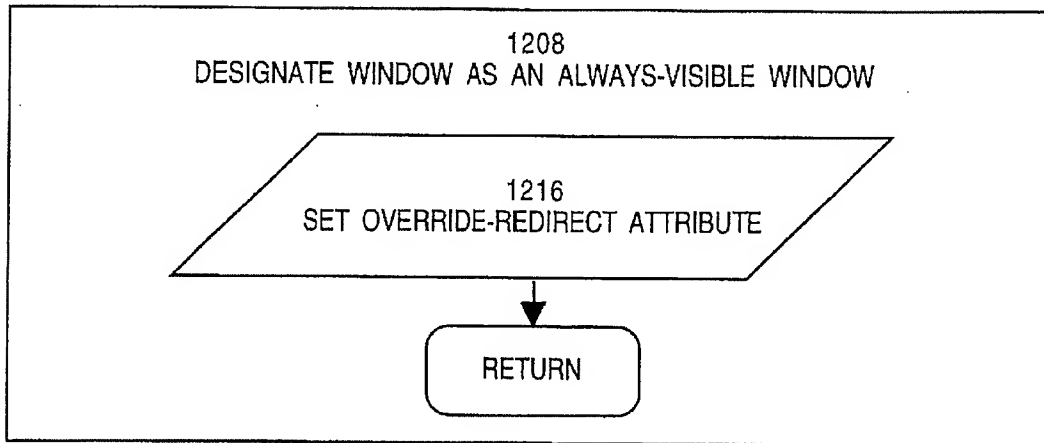 1208
DESIGNATE WINDOW AS AN ALWAYS-VISIBLE WINDOW
1216
SET OVERRIDE-REDIRECT ATTRIBUTE
RETURN